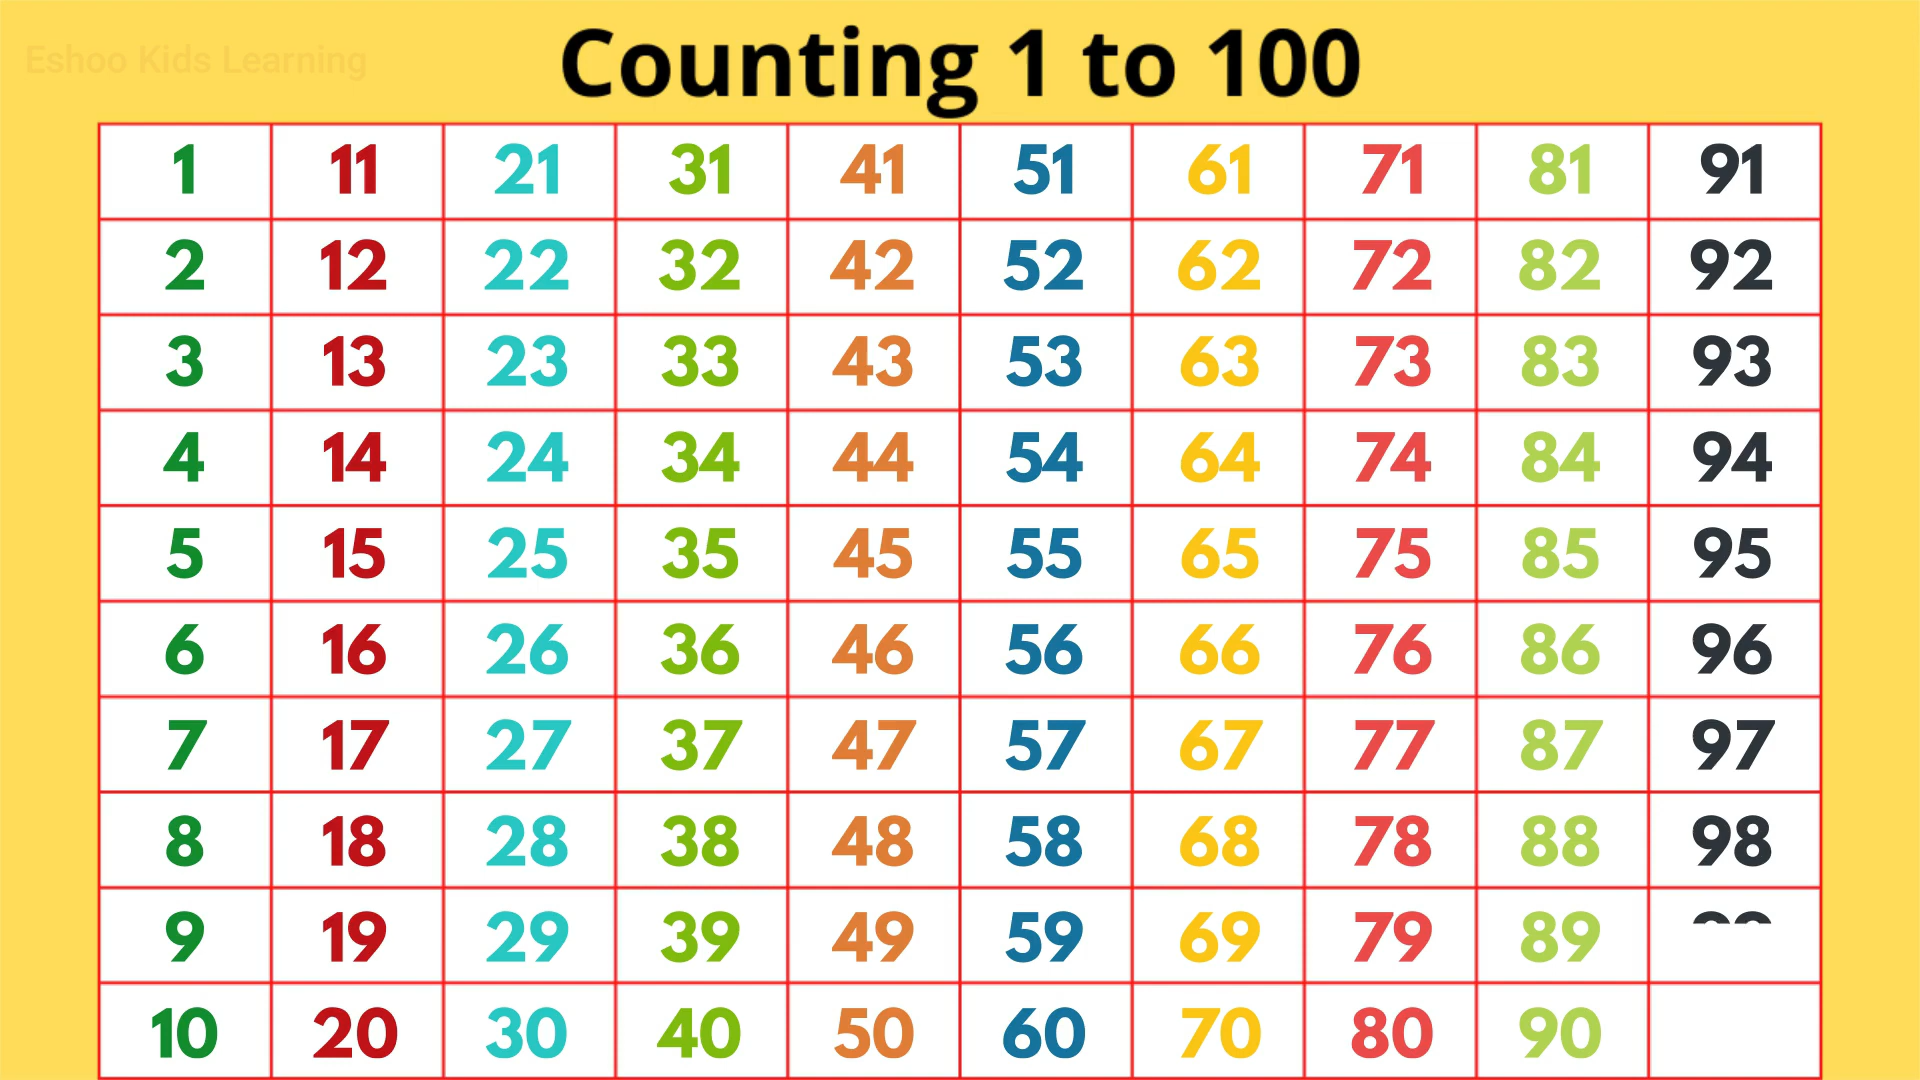 Eshoo Kids Learning
Counting 1 to 100
1 11 21 31 41 51 61 71 81 91
2 12 22 32 42 52 62 72 82 92
3 13 23 33 43 53 63 73 83 93
4 14 24 34 44 54 64 74 84 94
5 15 25 35 45 55 65 75 85 95
6 16 26 36 46 56 66 76 86 96
7 17 27 37 47 57 67 77 87 97
8 18 28 38 48 58 68 78 88 98
9 19 29 39 49 59 69 79 89
10 20 30 40 50 60 70 80 90